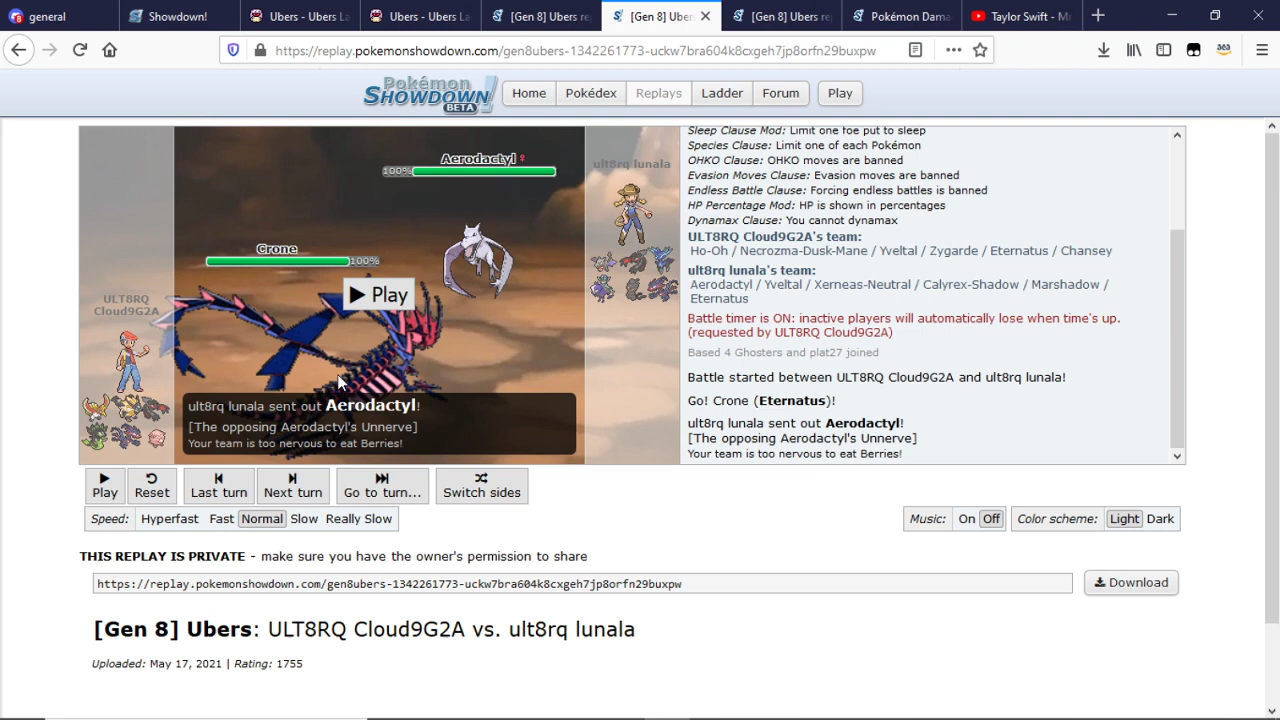 general
Showdown!
Ubers - Ubers La
Ubers - Ubers La
[Gen 8] Ubers re
[Gen 8] Ubers
[Gen 8] Ubers re
Pokémon Dama
Taylor Swift - M
https://replay.pokemonshowdown.com/gen8ubers-1342261773-uckw7bra604k8cxgeh7jp8orfn29buxpw
Pokémon
SHOWDOWN
BETA
Home
Pokédex
Replays
Ladder
Forum
Play
Aerodactyl
100%
Crone
100%
Play
ult8rq lunala
ULT8RQ
Cloud9G2A
ult8rq lunala sent out Aerodactyl!
[The opposing Aerodactyl's Unnerve]
Your team is too nervous to eat Berries!
Sleep Clause Mod: Limit one foe put to sleep
Species Clause: Limit one of each Pokémon
OHKO Clause: OHKO moves are banned
Evasion Moves Clause: Evasion moves are banned
Endless Battle Clause: Forcing endless battles is banned
HP Percentage Mod: HP is shown in percentages
Dynamax Clause: You cannot dynamax
ULT8RQ Cloud9G2A's team:
Ho-Oh / Necrozma-Dusk-Mane / Yveltal / Zygarde / Eternatus / Chansey
ult8rq lunala's team:
Aerodactyl / Yveltal / Xerneas-Neutral / Calyrex-Shadow / Marshadow /
Eternatus
Battle timer is ON: inactive players will automatically lose when time's up.
(requested by ULT8RQ Cloud9G2A)
Based 4 Ghosters and plat27 joined
Battle started between ULT8RQ Cloud9G2A and ult8rq lunala!
Go! Crone (Eternatus)!
ult8rq lunala sent out Aerodactyl!
[The opposing Aerodactyl's Unnerve]
Your team is too nervous to eat Berries!
Play
Reset
Last turn
Next turn
Go to turn...
Switch sides
Speed: Hyperfast Fast Normal Slow Really Slow
Music: On Off
Color scheme: Light Dark
THIS REPLAY IS PRIVATE - make sure you have the owner's permission to share
https://replay.pokemonshowdown.com/gen8ubers-1342261773-uckw7bra604k8cxgeh7jp8orfn29buxpw
Download
[Gen 8] Ubers: ULT8RQ Cloud9G2A vs. ult8rq lunala
Uploaded: May 17, 2021 | Rating: 1755